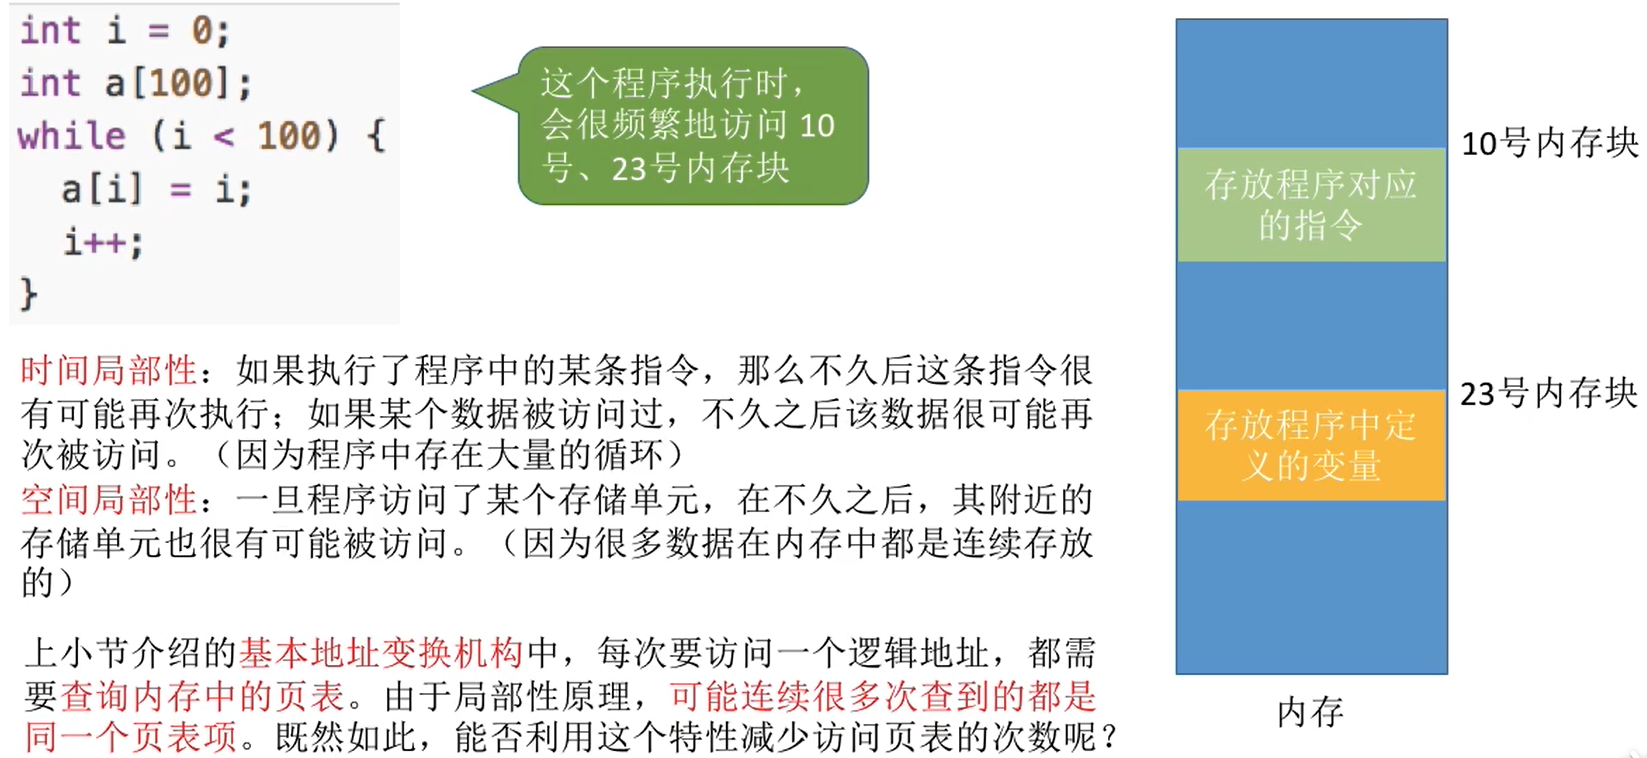 int i = 0;
int a[100];
while (i < 100) {
  a[i] = i;
  i++;
}
这个程序执行时，
会很频繁地访问 10
号、23号内存块
10号内存块
存放程序对应
的指令
23号内存块
存放程序中定
义的变量
内存
时间局部性：如果执行了程序中的某条指令，那么不久后这条指令很
有可能再次执行；如果某个数据被访问过，不久之后该数据很可能再
次被访问。（因为程序中存在大量的循环）
空间局部性：一旦程序访问了某个存储单元，在不久之后，其附近的
存储单元也很有可能被访问。（因为很多数据在内存中都是连续存放
的）
上小节介绍的基本地址变换机构中，每次要访问一个逻辑地址，都需
要查询内存中的页表。由于局部性原理，可能连续很多次查到的都是
同一个页表项。既然如此，能否利用这个特性减少访问页表的次数呢？